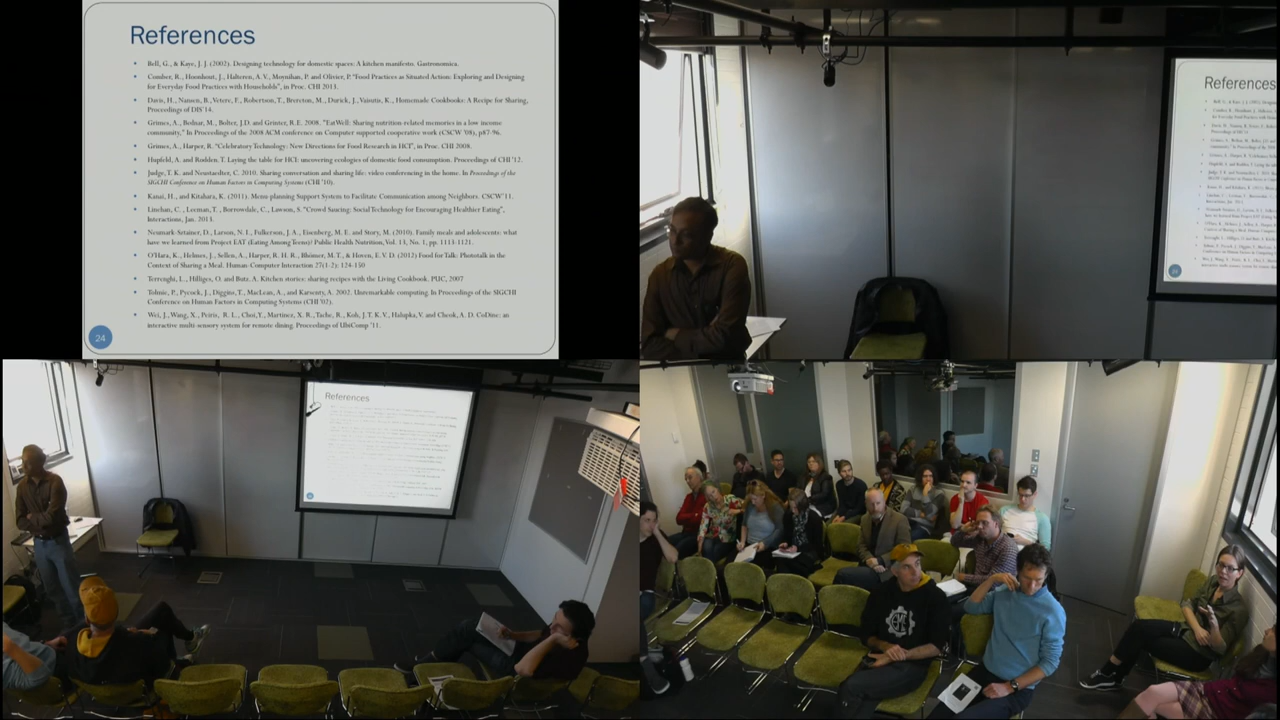 References
• Bell, G., & Kaye, J. J. (2002). Designing technology for domestic spaces: A kitchen manifesto. Gastronomica.
• Comber, R., Hoonhout, J., Halteren, A.V., Moynihan, P. and Olivier, P. "Food Practices as Situated Action: Exploring and Designing
for Everyday Food Practices with Households", in Proc. CHI 2013.
• Davis, H., Nansen, B., Vetere, F., Robertson, T., Brereton, M., Durick, J., Vaisutis, K., Homemade Cookbooks: A Recipe for Sharing,
Proceedings of DIS'14.
• Grimes, A., Bednar, M., Bolter, J.D. and Grinter, R.E. 2008. "EatWell: Sharing nutrition-related memories in a low income
community," In Proceedings of the 2008 ACM conference on Computer supported cooperative work (CSCW '08), p87-96.
• Grimes, A., Harper, R. "Celebratory Technology: New Directions for Food Research in HCI", in Proc. CHI 2008.
• Hupfeld, A. and Rodden, T. Laying the table for HCI: uncovering ecologies of domestic food consumption. Proceedings of CHI '12.
• Judge, T. K. and Neustaedter, C. 2010. Sharing conversation and sharing life: video conferencing in the home. In Proceedings of the
SIGCHI Conference on Human Factors in Computing Systems (CHI '10).
• Kanai, H., and Kitahara, K. (2011). Menu-planning Support System to Facilitate Communication among Neighbors. CSCW'11.
• Linehan, C., Leeman, T., Borrowdale, C., Lawson, S. "Crowd Saucing: Social Technology for Encouraging Healthier Eating",
Interactions, Jan. 2013.
• Neumark-Sztainer, D., Larson, N. I., Fulkerson, J. A., Eisenberg, M. E. and Story, M. (2010). Family meals and adolescents: what
have we learned from Project EAT (Eating Among Teens)? Public Health Nutrition, Vol. 13, No. 1, pp. 1113-1121.
• O'Hara, K., Helmes, J., Sellen, A., Harper, R. H. R., Bhömer, M.T., & Hoven, E. V. D. (2012) Food for Talk: Phototalk in the
Context of Sharing a Meal. Human-Computer Interaction 27(1-2): 124-150
• Terrenghi, L., Hilliges, O. and Butz, A. Kitchen stories: sharing recipes with the Living Cookbook. PUC, 2007
• Tolmie, P., Pycock, J., Diggins, T., MacLean, A., and Karsenty, A. 2002. Unremarkable computing. In Proceedings of the SIGCHI
Conference on Human Factors in Computing Systems (CHI '02).
• Wei, J., Wang, X., Peiris, R. L., Choi, Y., Martinez, X. R., Tache, R., Koh, J. T. K. V., Halupka, V. and Cheok, A. D. CoDine: an
interactive multi-sensory system for remote dining. Proceedings of UbiComp '11.
24
References
References